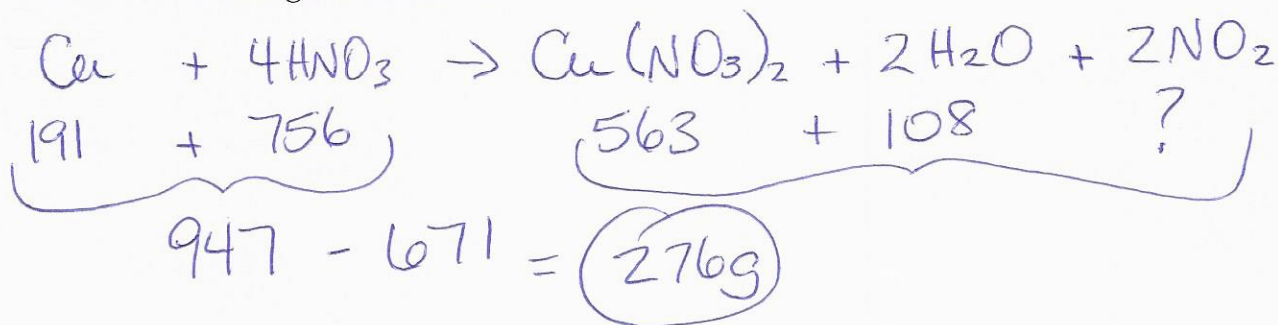 Cu + 4HNO₃ → Cu(NO₃)₂ + 2H₂O + 2NO₂
191 + 756 563 + 108 ?
947 - 671 = 276g